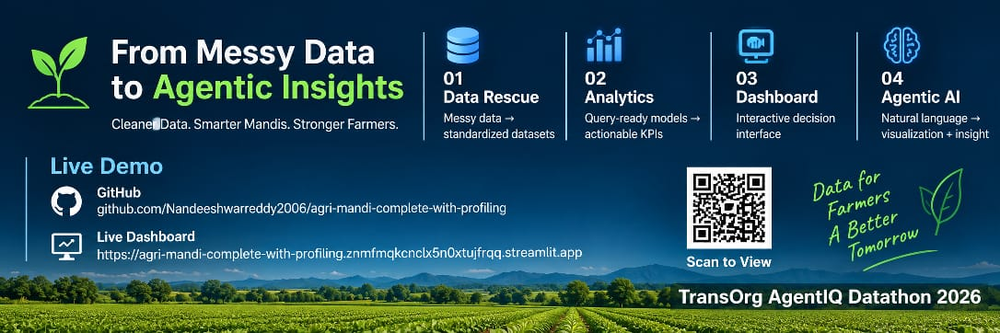 From Messy Data
to Agentic Insights
Cleaner Data. Smarter Mandis. Stronger Farmers.
01
Data Rescue
Messy data →
standardized datasets
02
Analytics
Query-ready models →
actionable KPIs
03
Dashboard
Interactive decision
interface
04
Agentic AI
Natural language →
visualization + insight
Live Demo
GitHub
github.com/Nandeeshwarreddy2006/agri-mandi-complete-with-profiling
Live Dashboard
https://agri-mandi-complete-with-profiling.znmfmqkcnclx5n0xtujfrqq.streamlit.app
Scan to View
Data for
Farmers
A Better
Tomorrow
TransOrg AgentIQ Datathon 2026